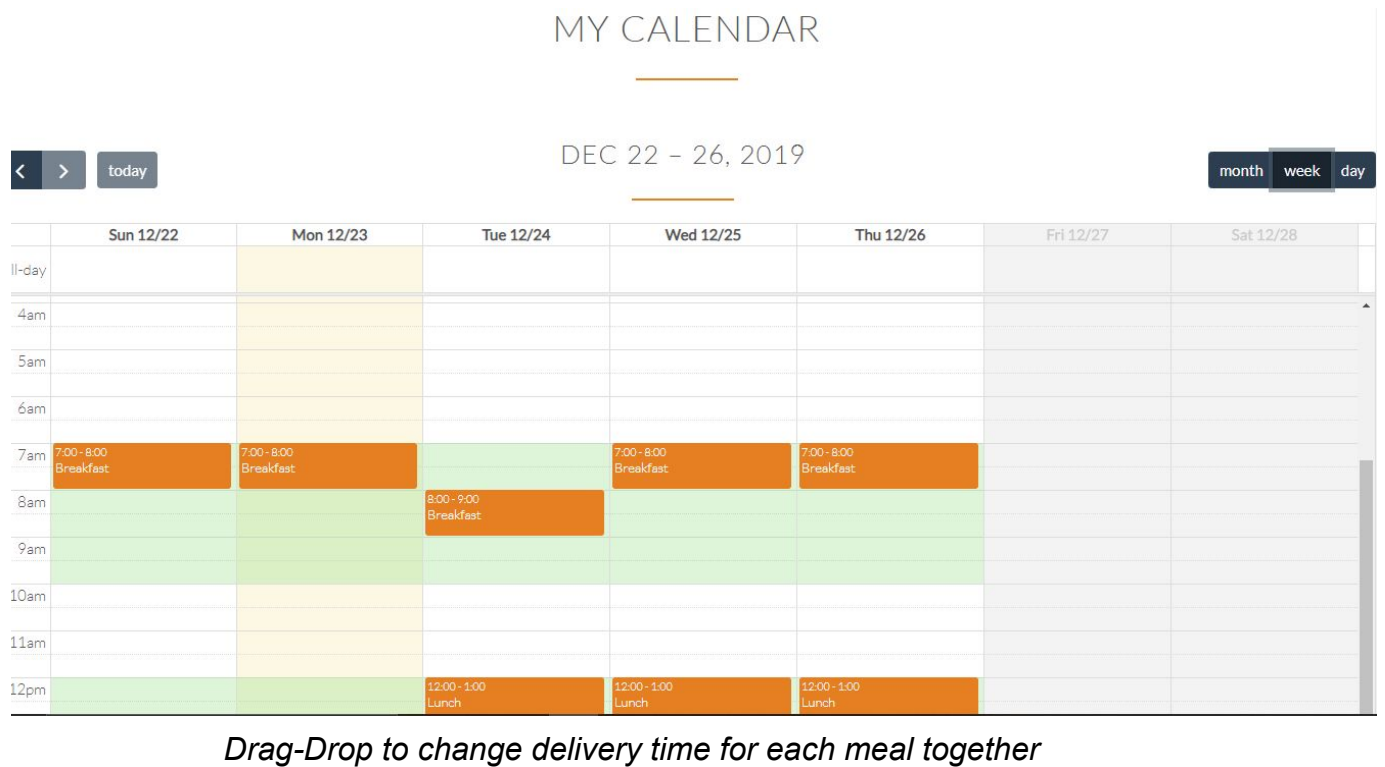 MY CALENDAR
DEC 22 – 26, 2019
< > today
month week day
Sun 12/22 Mon 12/23 Tue 12/24 Wed 12/25 Thu 12/26 Fri 12/27 Sat 12/28
ll-day
4am
5am
6am
7am 7:00 - 8:00 7:00 - 8:00 7:00 - 8:00 7:00 - 8:00
Breakfast Breakfast Breakfast Breakfast
8am 8:00 - 9:00
Breakfast
9am
10am
11am
12pm 12:00 - 1:00 12:00 - 1:00 12:00 - 1:00
Lunch Lunch Lunch
Drag-Drop to change delivery time for each meal together